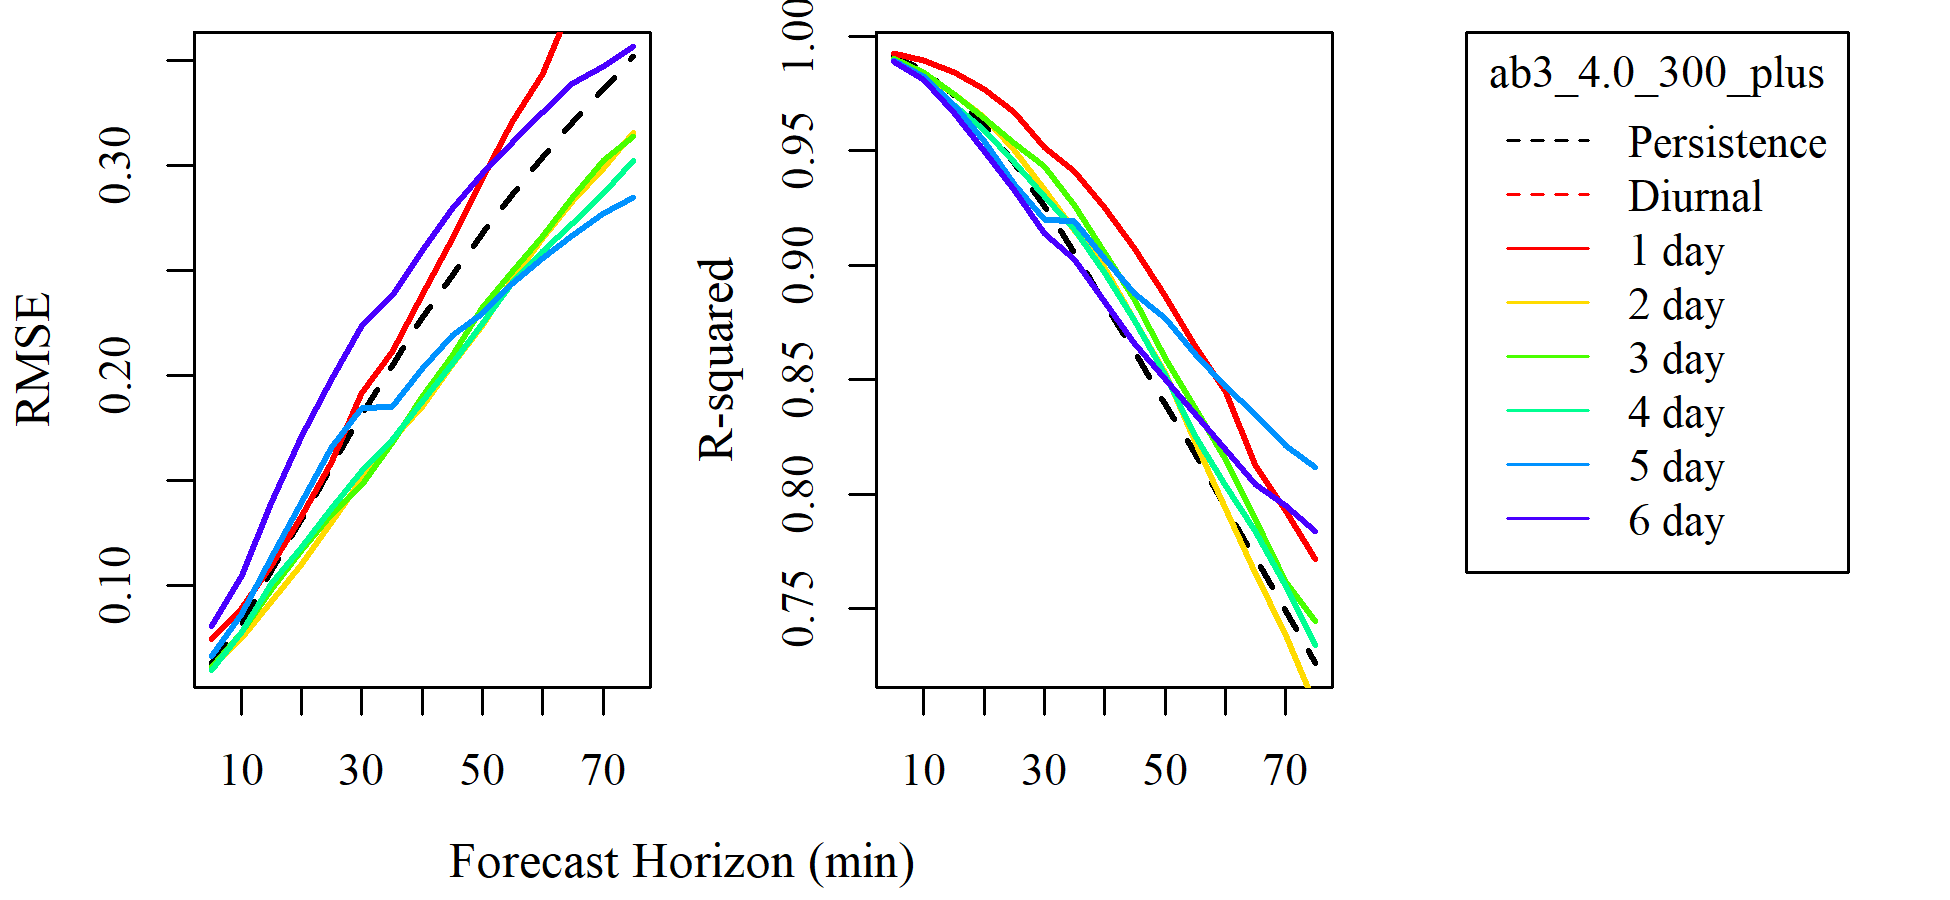 RMSE
0.10
0.20
0.30
10
30
50
70
R-squared
0.75
0.80
0.85
0.90
0.95
1.00
10
30
50
70
Forecast Horizon (min)
ab3_4.0_300_plus
Persistence
Diurnal
1 day
2 day
3 day
4 day
5 day
6 day